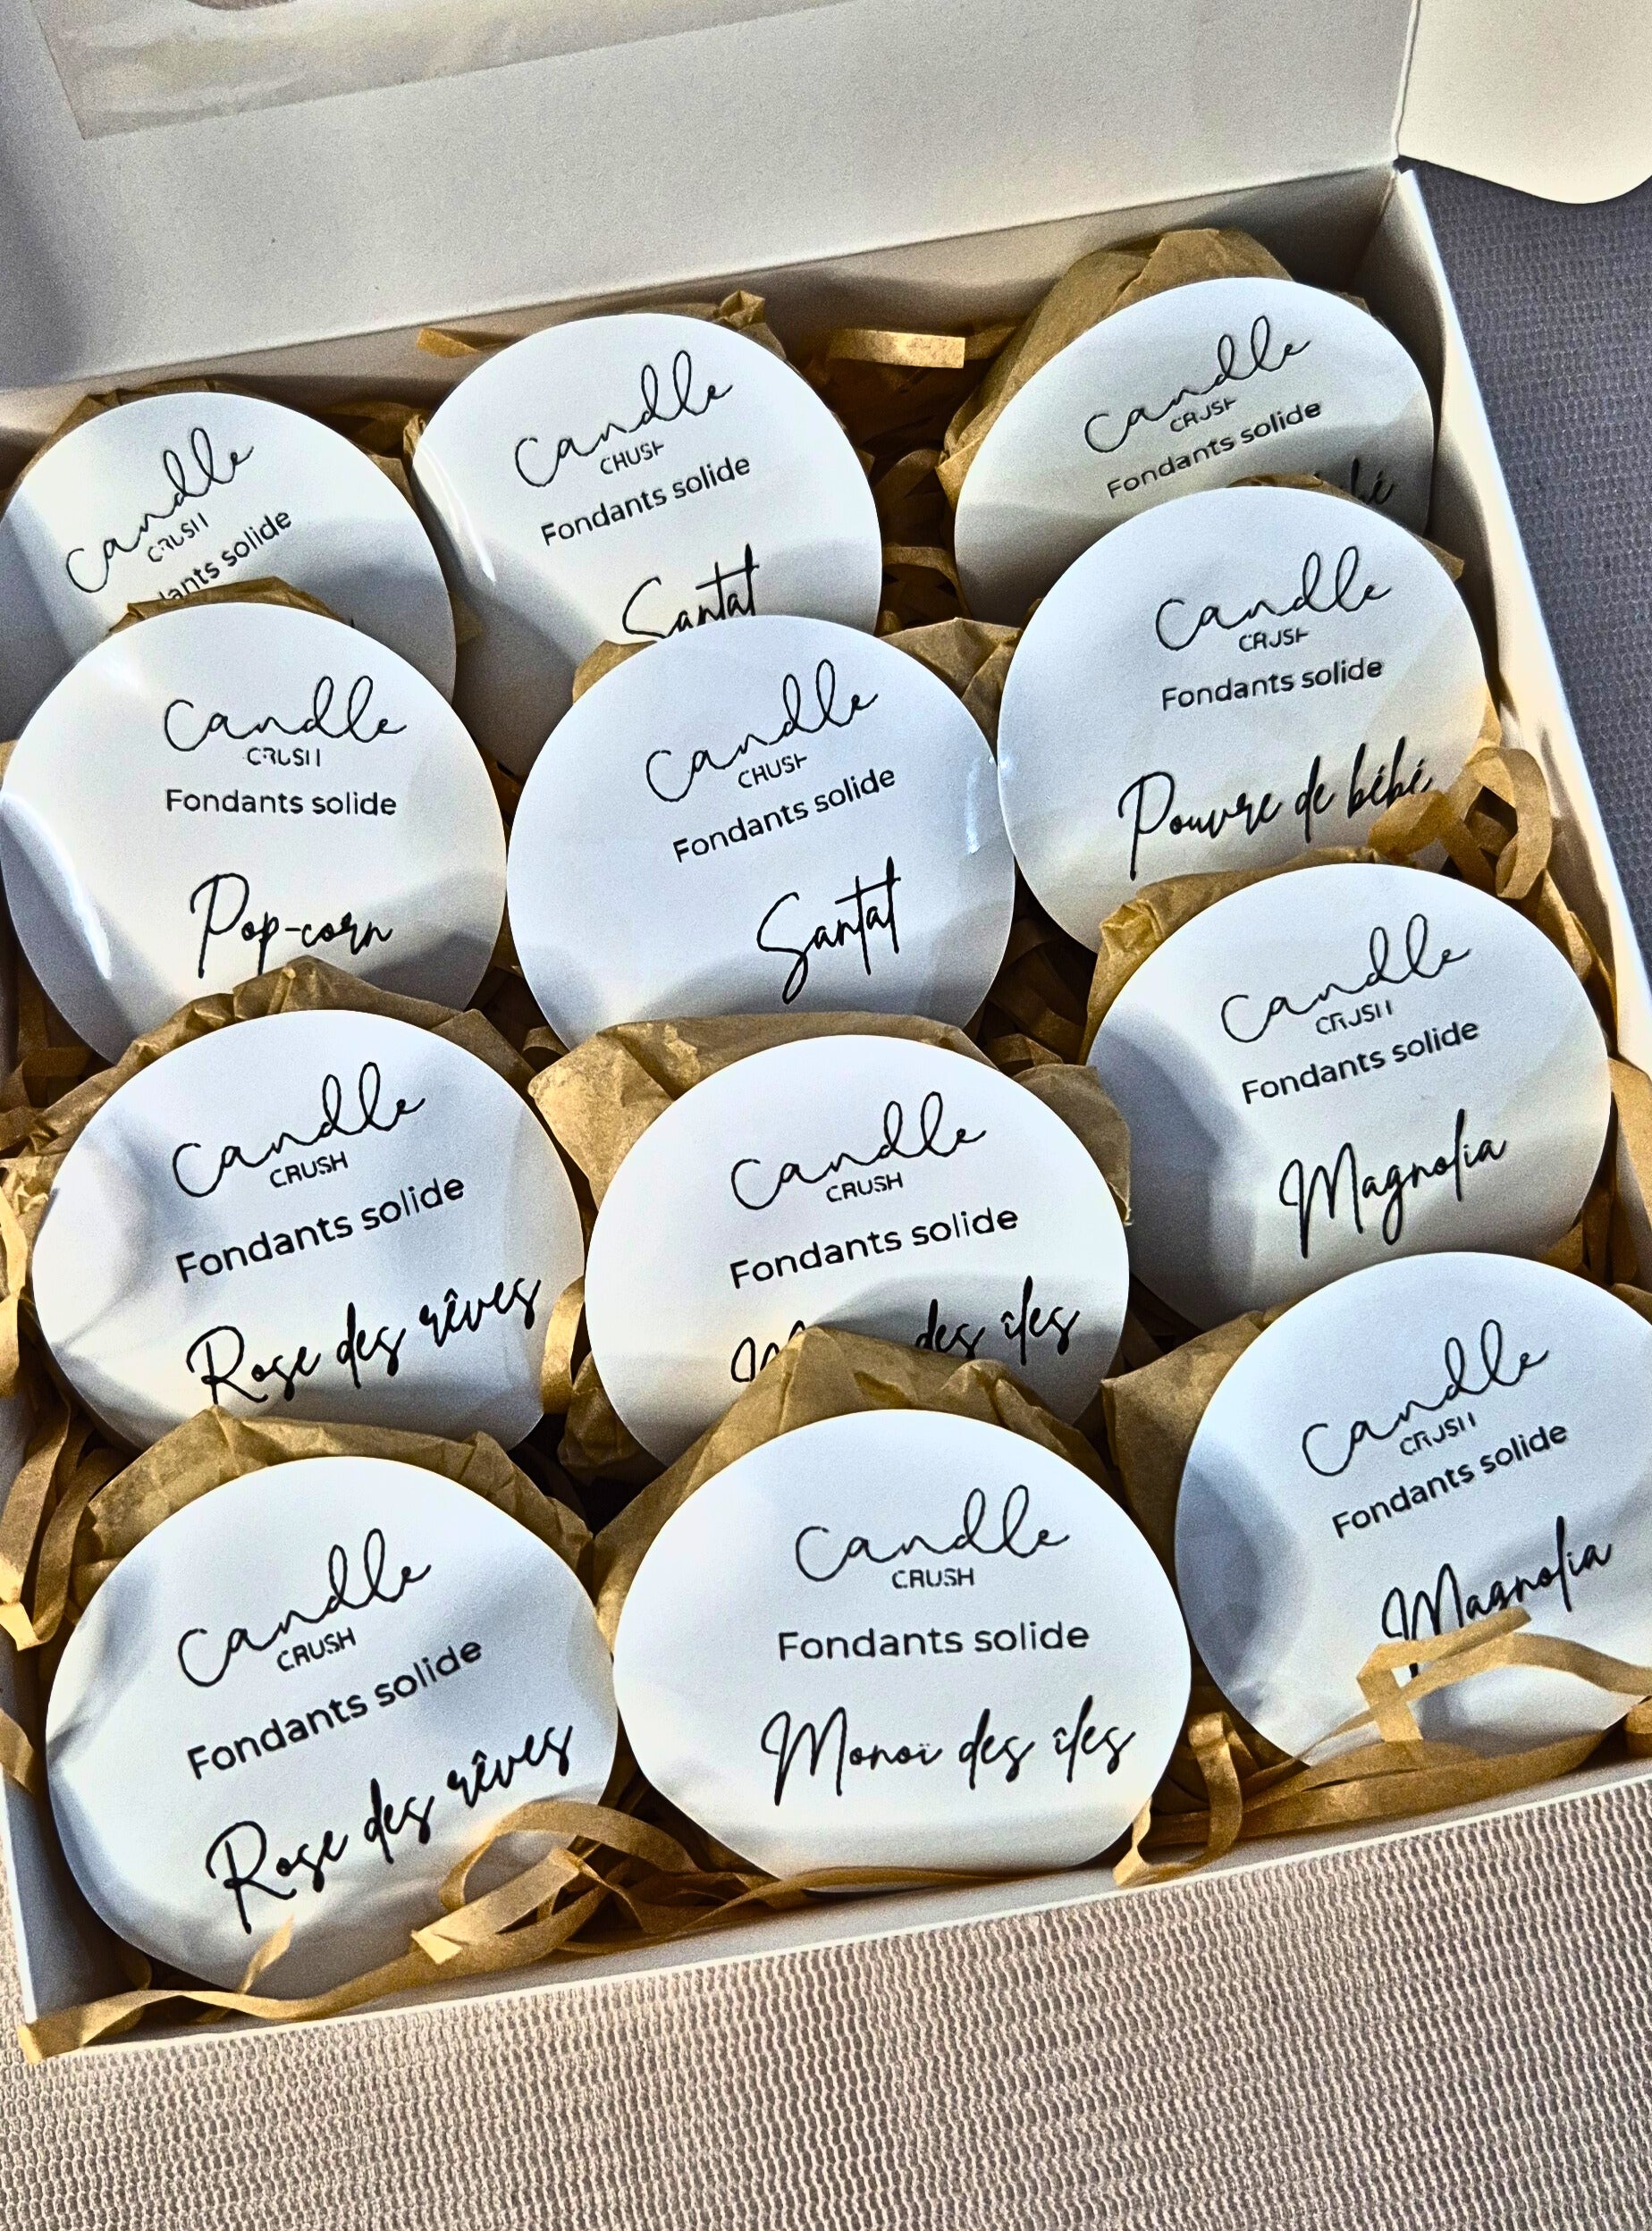 Candle
CRUSH
solide
Candle
CRUSH
Fondants solide
Santal
Candle
CRUSH
Fondants solide
Candle
CRUSH
Fondants solide
Pop-corn
Candle
CRUSH
Fondants solide
Santal
Candle
CRUSH
Fondants solide
Pouvre de bébé
Candle
CRUSH
Fondants solide
Rose des rêves
Candle
CRUSH
Fondants solide
des îles
Candle
CRUSH
Fondants solide
Magnolia
Candle
CRUSH
Fondants solide
Rose des rêves
Candle
CRUSH
Fondants solide
Monoï des îles
Candle
CRUSH
Fondants solide
Magnolia